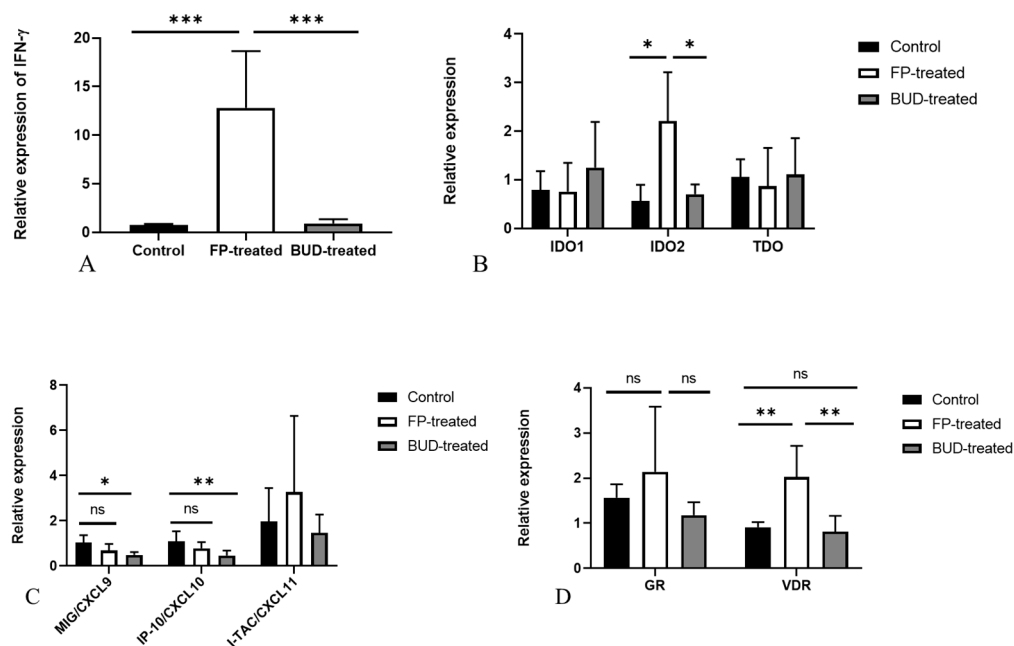 Relative expression of IFN-γ
20
15
10
5
0
*** ***
Control FP-treated BUD-treated
A
Relative expression
4
3
2
1
0
* *
IDO1 IDO2 TDO
Control
FP-treated
BUD-treated
B
Relative expression
8
6
4
2
0
* **
ns ns
MIG/CXCL9 IP-10/CXCL10 I-TAC/CXCL11
Control
FP-treated
BUD-treated
C
Relative expression
4
3
2
1
0
ns
ns ns
** **
GR VDR
Control
FP-treated
BUD-treated
D